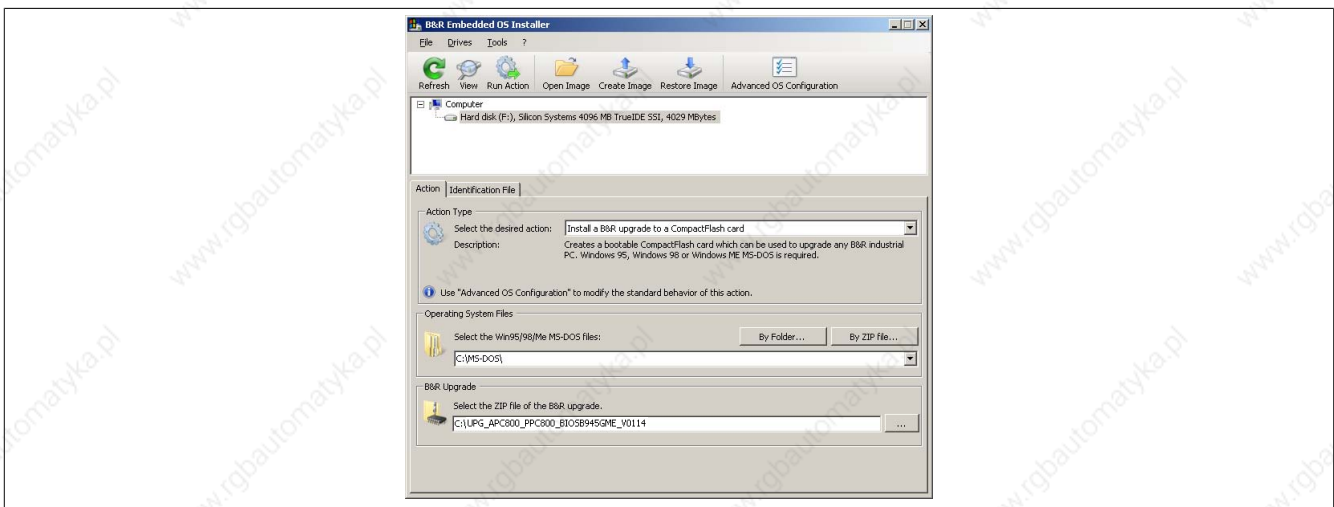 B&R Embedded OS Installer
File Drives Tools ?
Refresh View Run Action Open Image Create Image Restore Image Advanced OS Configuration
Computer
Hard disk (F:), Silicon Systems 4096 MB TrueIDE SSI, 4029 MBytes
Action Identification File
Action Type
Select the desired action: Install a B&R upgrade to a CompactFlash card
Description: Creates a bootable CompactFlash card which can be used to upgrade any B&R industrial
PC. Windows 95, Windows 98 or Windows ME MS-DOS is required.
Use "Advanced OS Configuration" to modify the standard behavior of this action.
Operating System Files
Select the Win95/98/Me MS-DOS files: By Folder... By ZIP file...
C:\MS-DOS\
B&R Upgrade
Select the ZIP file of the B&R upgrade.
C:\UPG_APC800_PPC800_BIOSB945GME_V0114 ...
www.rgbautomatyka.pl